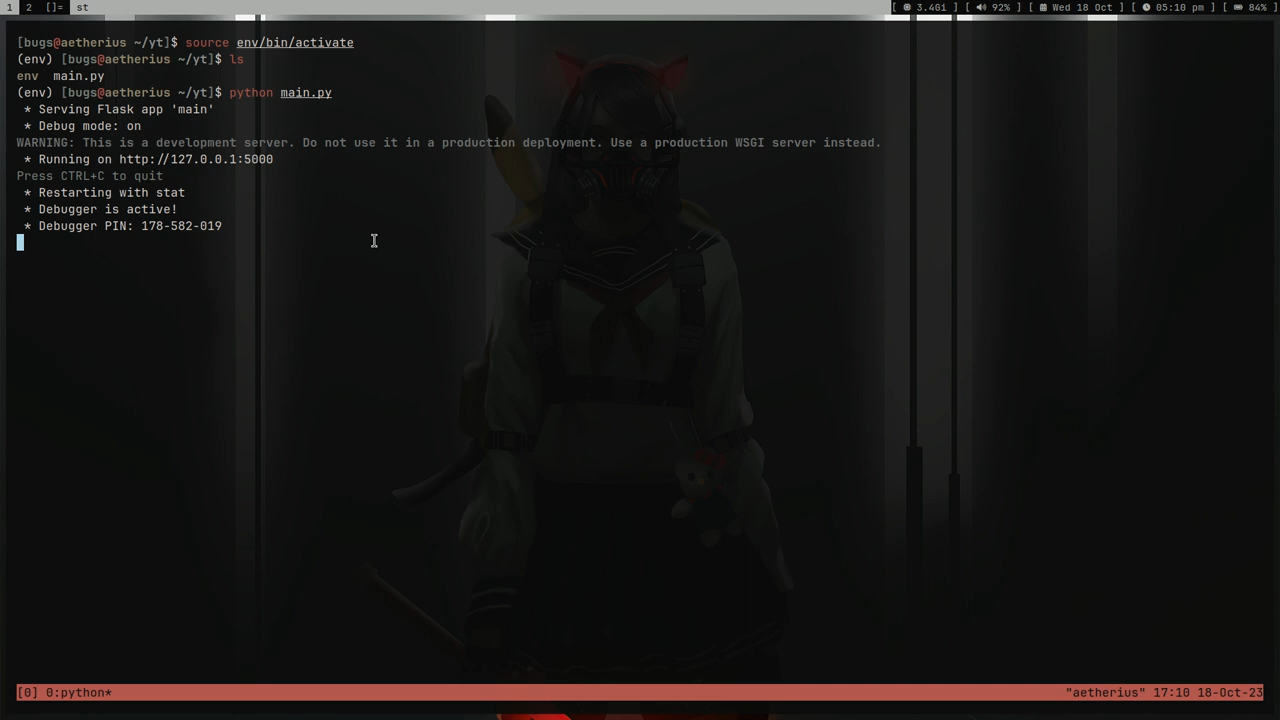 1 2 []= st [ 3.4Gi ] [ 92% ] [ Wed 18 Oct ] [ 05:10 pm ] [ 84% ]
[bugs@aetherius ~/yt]$ source env/bin/activate
(env) [bugs@aetherius ~/yt]$ ls
env  main.py
(env) [bugs@aetherius ~/yt]$ python main.py
 * Serving Flask app 'main'
 * Debug mode: on
WARNING: This is a development server. Do not use it in a production deployment. Use a production WSGI server instead.
 * Running on http://127.0.0.1:5000
Press CTRL+C to quit
 * Restarting with stat
 * Debugger is active!
 * Debugger PIN: 178-582-019
[0] 0:python* "aetherius" 17:10 18-Oct-23